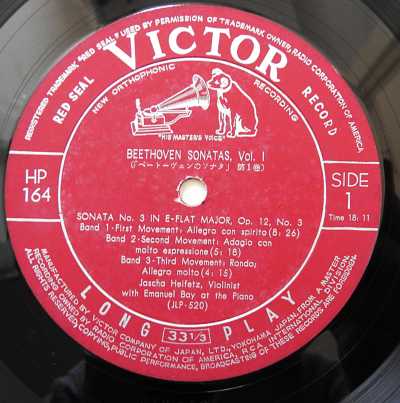 REGISTERED TRADEMARK "RED SEAL" USED BY PERMISSION OF TRADEMARK OWNER, RADIO CORPORATION OF AMERICA
VICTOR
RED SEAL
RECORD
NEW ORTHOPHONIC
RECORDING
"HIS MASTER'S VOICE"
BEETHOVEN SONATAS, Vol. I
(「ベートーヴェンのソナタ」 第1巻)
HP
164
SIDE
1
Time 18:11
SONATA No. 3 IN E-FLAT MAJOR, Op. 12, No. 3
Band 1-First Movement: Allegro con spirito (8:26)
Band 2-Second Movement: Adagio con
molto espressione (5:18)
Band 3-Third Movement: Rondo;
Allegro molto (4:15)
Jascha Heifetz, Violinist
with Emanuel Bay at the Piano
(JLP-520)
LONG 33 1/3 PLAY
MANUFACTURED BY VICTOR COMPANY OF JAPAN, LTD., YOKOHAMA, JAPAN, FROM A MASTER
RECORDING OWNED BY RADIO CORPORATION OF AMERICA, RCA INTERNATIONAL DIVISION,
ALL RIGHTS RESERVED, COPYING, PUBLIC PERFORMANCE, BROADCASTING OF THESE RECORDS ARE FORBIDDEN.